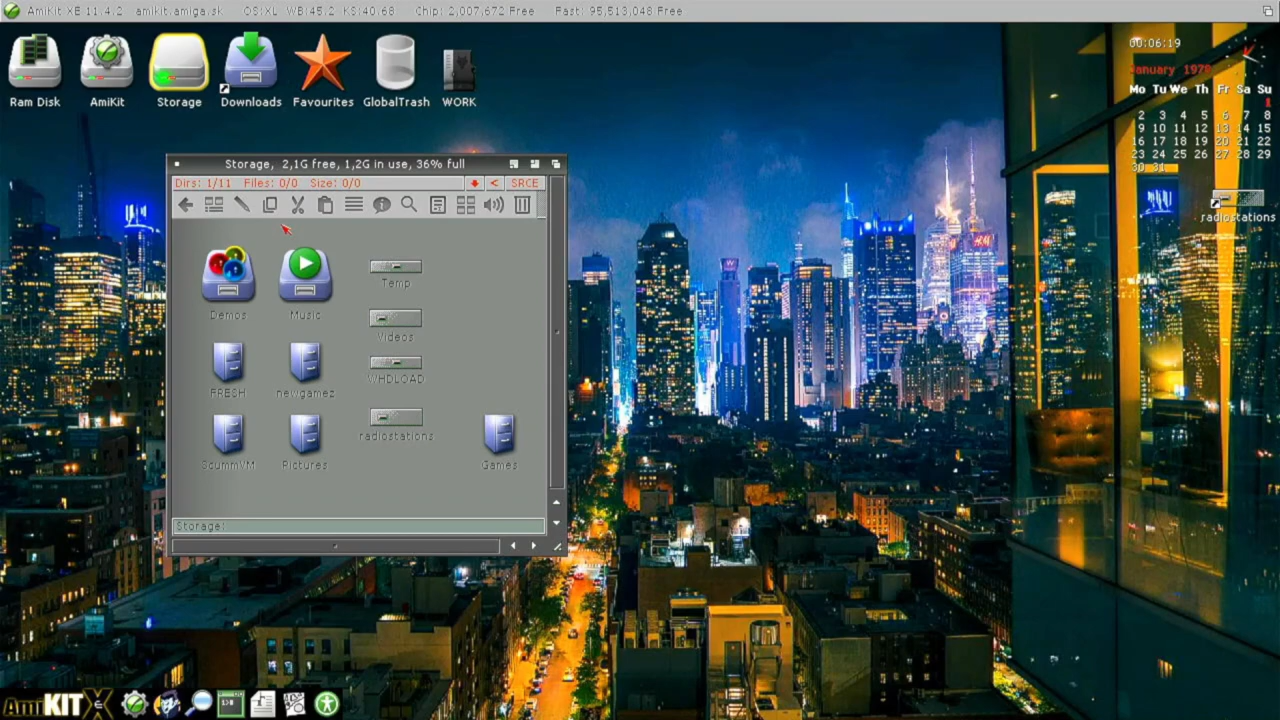 AmiKit XE 11.4.2 amikit.amiga.sk OS:XL WB:45.2 KS:40.68 Chip: 2,007,672 Free Fast: 95,513,048 Free
Ram Disk
AmiKit
Storage
Downloads
Favourites
GlobalTrash
WORK
00:06:19
January 1978
Mo Tu We Th Fr Sa Su
1
2 3 4 5 6 7 8
9 10 11 12 13 14 15
16 17 18 19 20 21 22
23 24 25 26 27 28 29
30 31
radiostations
Storage, 2,1G free, 1,2G in use, 36% full
Dirs: 1/11 Files: 0/0 Size: 0/0 < SRCE
Demos
Music
Temp
Videos
FRESH
newgamez
WHDLOAD
radiostations
ScummVM
Pictures
Games
Storage:
AmiKIT X